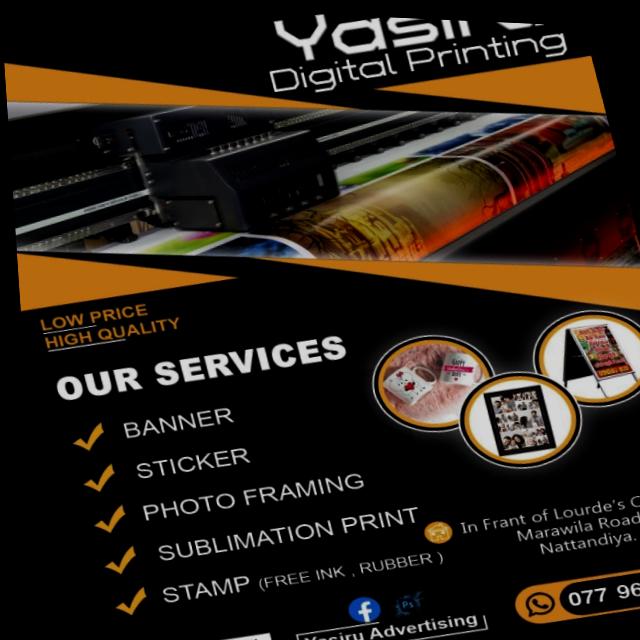 Yasiru
Digital Printing
LOW PRICE
HIGH QUALITY
OUR SERVICES
BANNER
STICKER
PHOTO FRAMING
SUBLIMATION PRINT
STAMP (FREE INK , RUBBER )
In Frant of Lourde's
Marawila Road
Nattandiya.
077 96
Yasiru Advertising